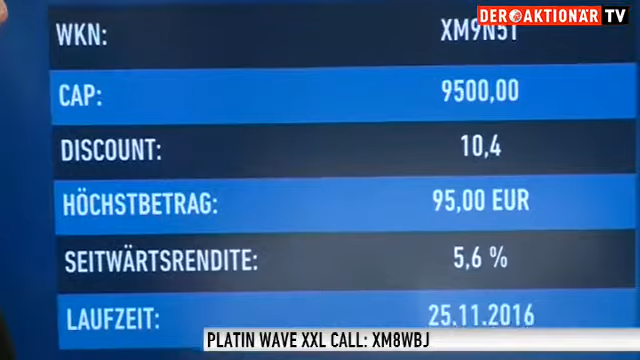 DER AKTIONÄR TV
WKN: XM9N51
CAP: 9500,00
DISCOUNT: 10,4
HÖCHSTBETRAG: 95,00 EUR
SEITWÄRTSRENDITE: 5,6 %
LAUFZEIT: 25.11.2016
PLATIN WAVE XXL CALL: XM8WBJ